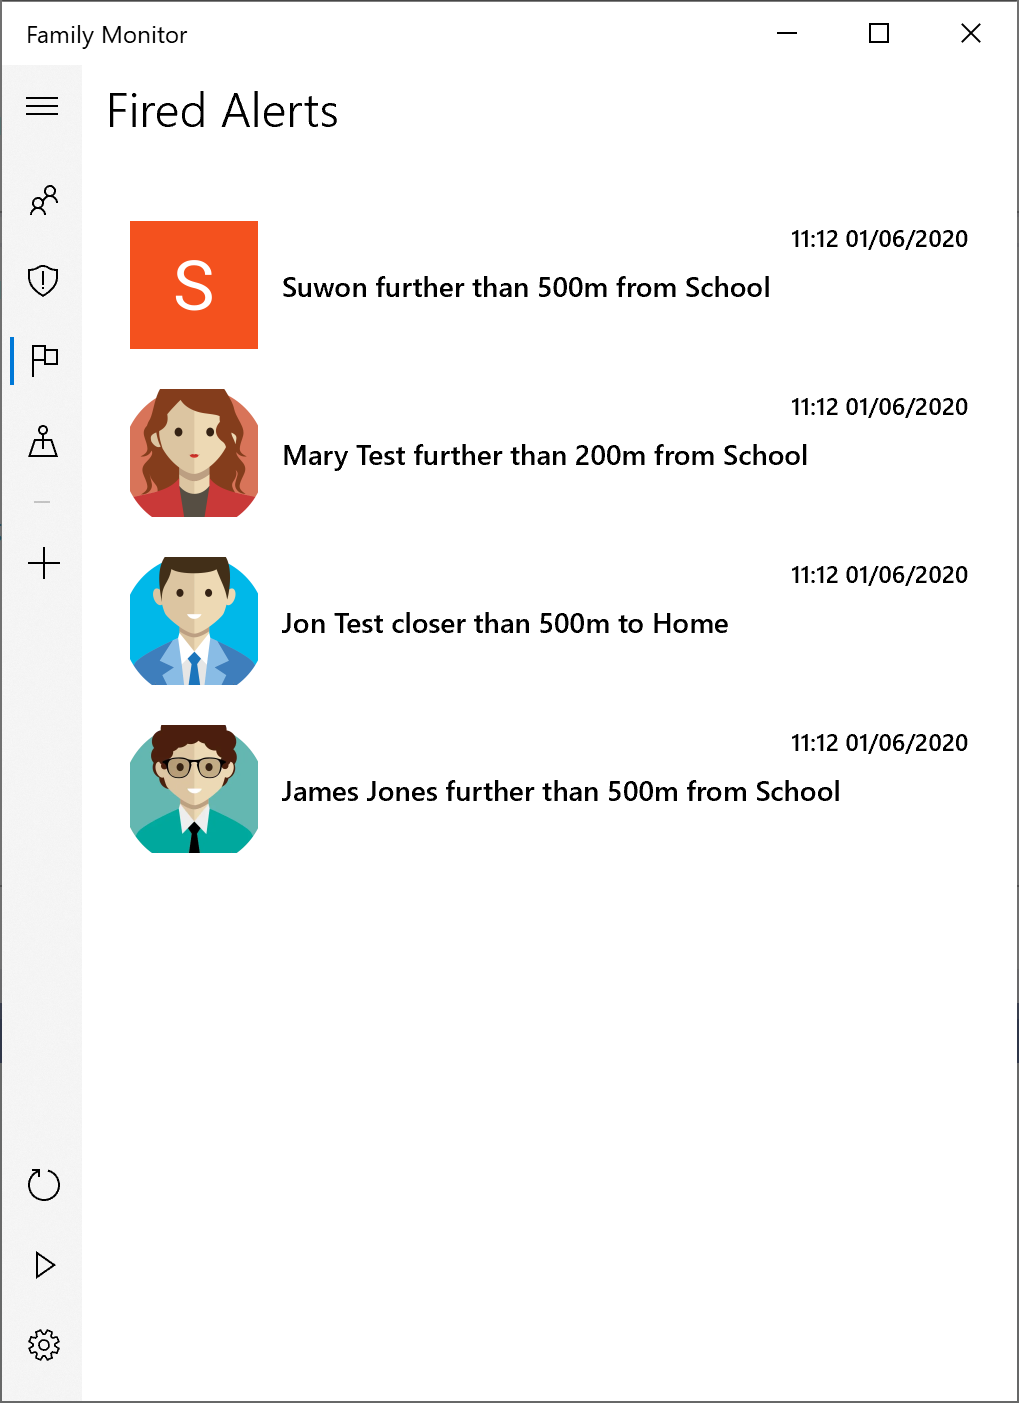 Family Monitor
Fired Alerts
S
11:12 01/06/2020
Suwon further than 500m from School
11:12 01/06/2020
Mary Test further than 200m from School
11:12 01/06/2020
Jon Test closer than 500m to Home
11:12 01/06/2020
James Jones further than 500m from School